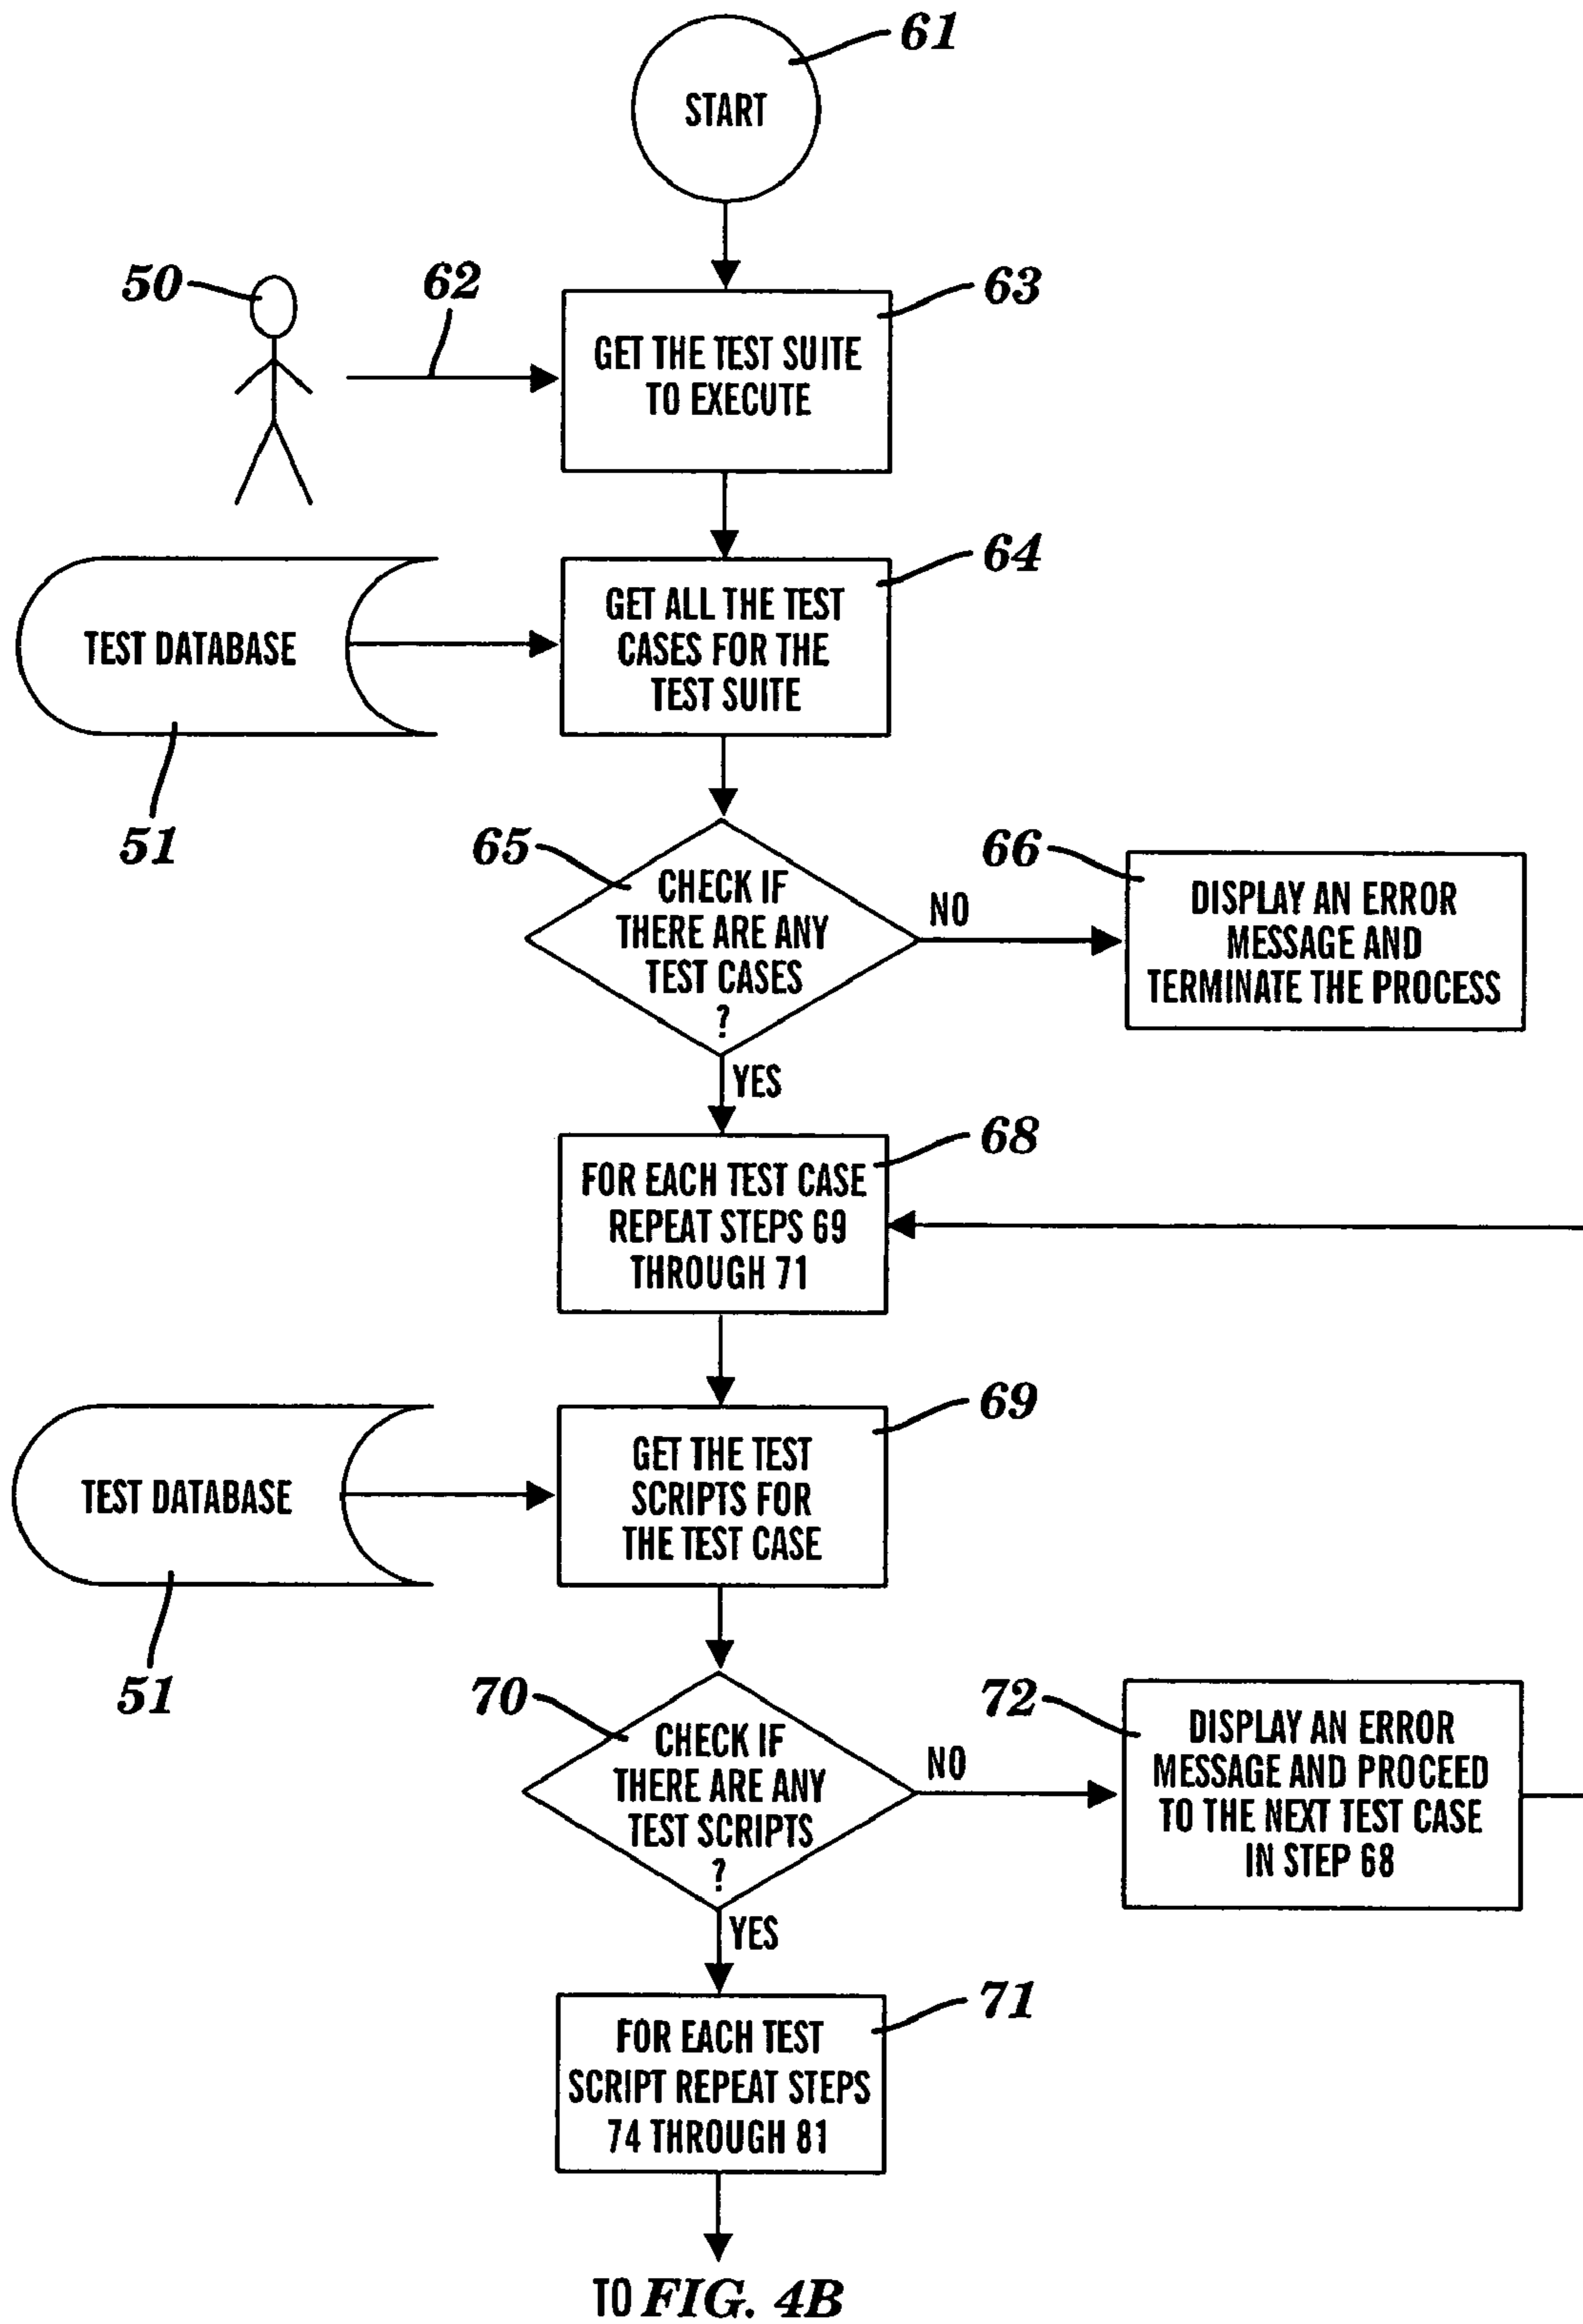 61
START
50
62
63
GET THE TEST SUITE
TO EXECUTE
64
GET ALL THE TEST
CASES FOR THE
TEST SUITE
TEST DATABASE
51
65
CHECK IF
THERE ARE ANY
TEST CASES
?
NO
66
DISPLAY AN ERROR
MESSAGE AND
TERMINATE THE PROCESS
YES
68
FOR EACH TEST CASE
REPEAT STEPS 69
THROUGH 71
69
GET THE TEST
SCRIPTS FOR
THE TEST CASE
TEST DATABASE
51
70
CHECK IF
THERE ARE ANY
TEST SCRIPTS
?
NO
72
DISPLAY AN ERROR
MESSAGE AND PROCEED
TO THE NEXT TEST CASE
IN STEP 68
YES
71
FOR EACH TEST
SCRIPT REPEAT STEPS
74 THROUGH 81
TO FIG. 4B